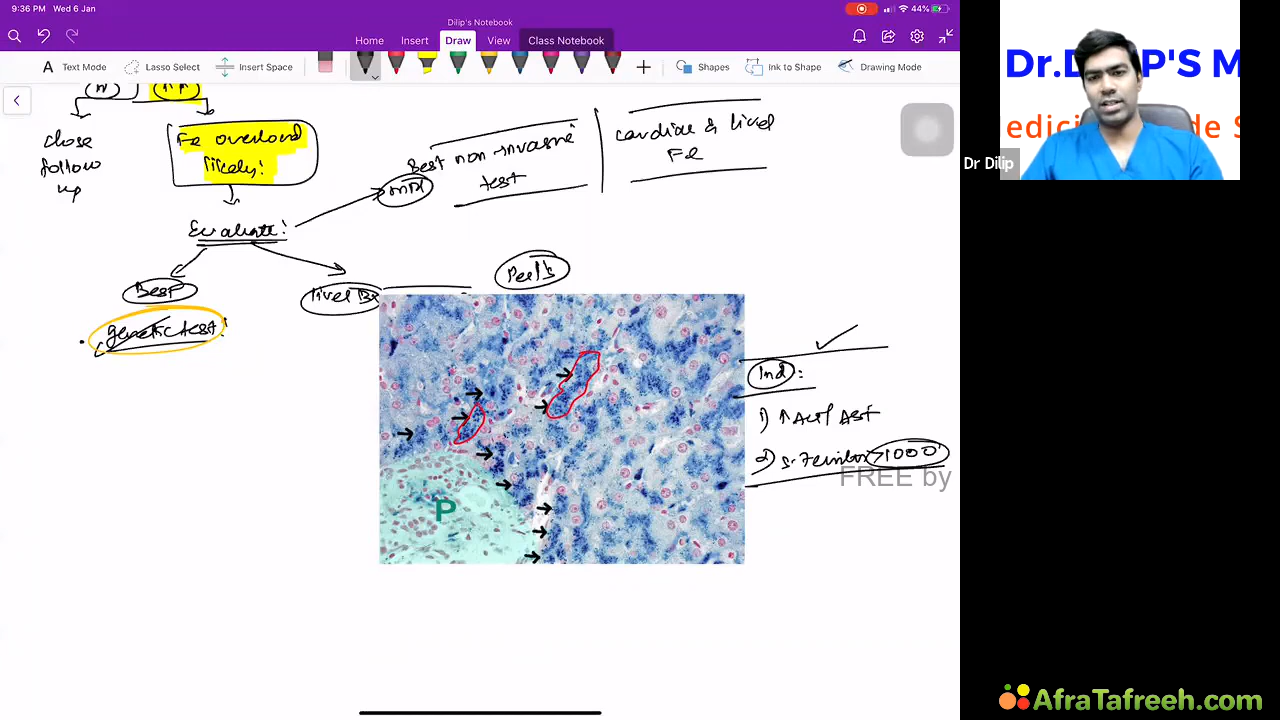 9:36 PM Wed 6 Jan
44%
Dilip's Notebook
Home Insert Draw View Class Notebook
Text Mode Lasso Select Insert Space Shapes Ink to Shape Drawing Mode
close
follow
up
Fe overload
likely!
Evaluate:
MRI
Best non-invasive
test
cardiac & liver
Fe
Best
genetic test!
liver Bx
Perl's
P
Ind:
1) ↑ ALT/AST
2) S. Ferritin >1000
FREE by
Dr.D ILIP'S M
edici de S
Dr Dilip
AfraTafreeh.com